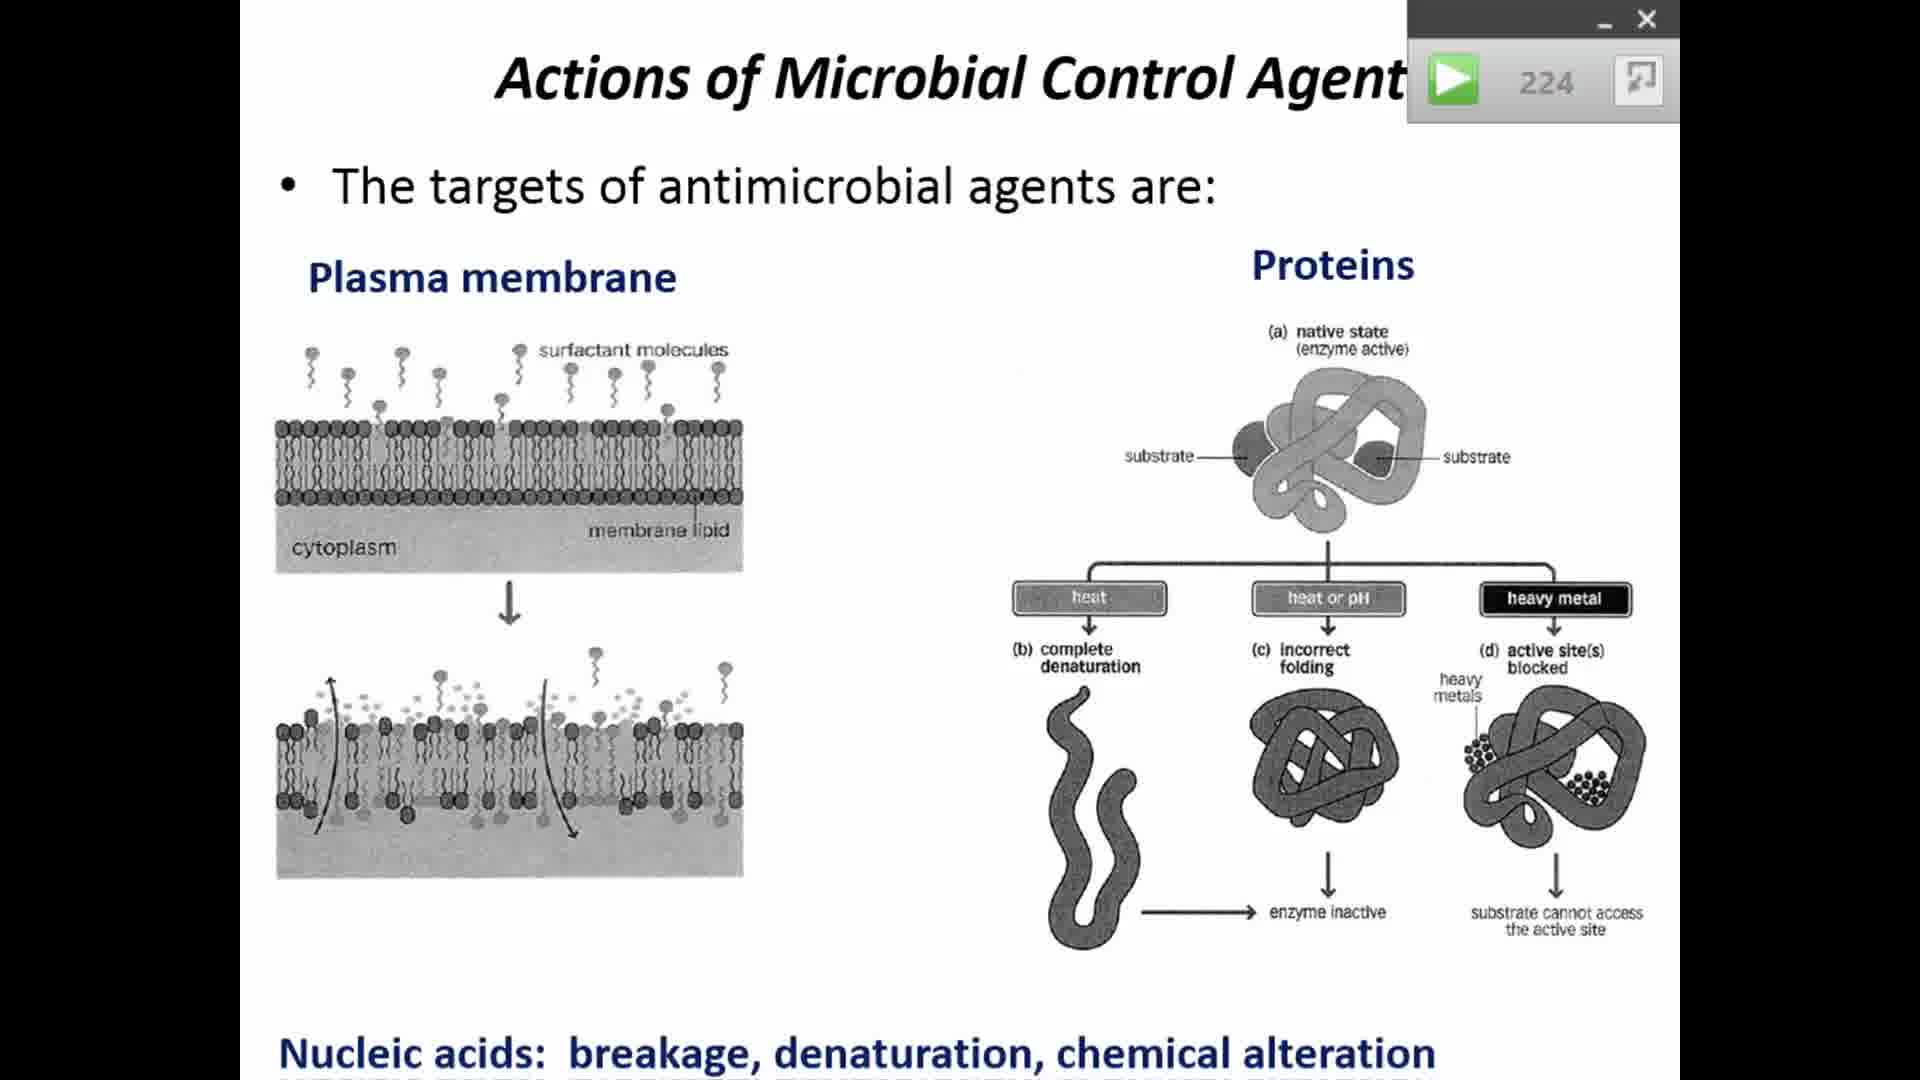 Actions of Microbial Control Agent
224
• The targets of antimicrobial agents are:
Plasma membrane
Proteins
surfactant molecules
membrane lipid
cytoplasm
(a) native state
(enzyme active)
substrate
substrate
heat
heat or pH
heavy metal
(b) complete
denaturation
(c) incorrect
folding
(d) active site(s)
blocked
heavy
metals
enzyme inactive
substrate cannot access
the active site
Nucleic acids: breakage, denaturation, chemical alteration